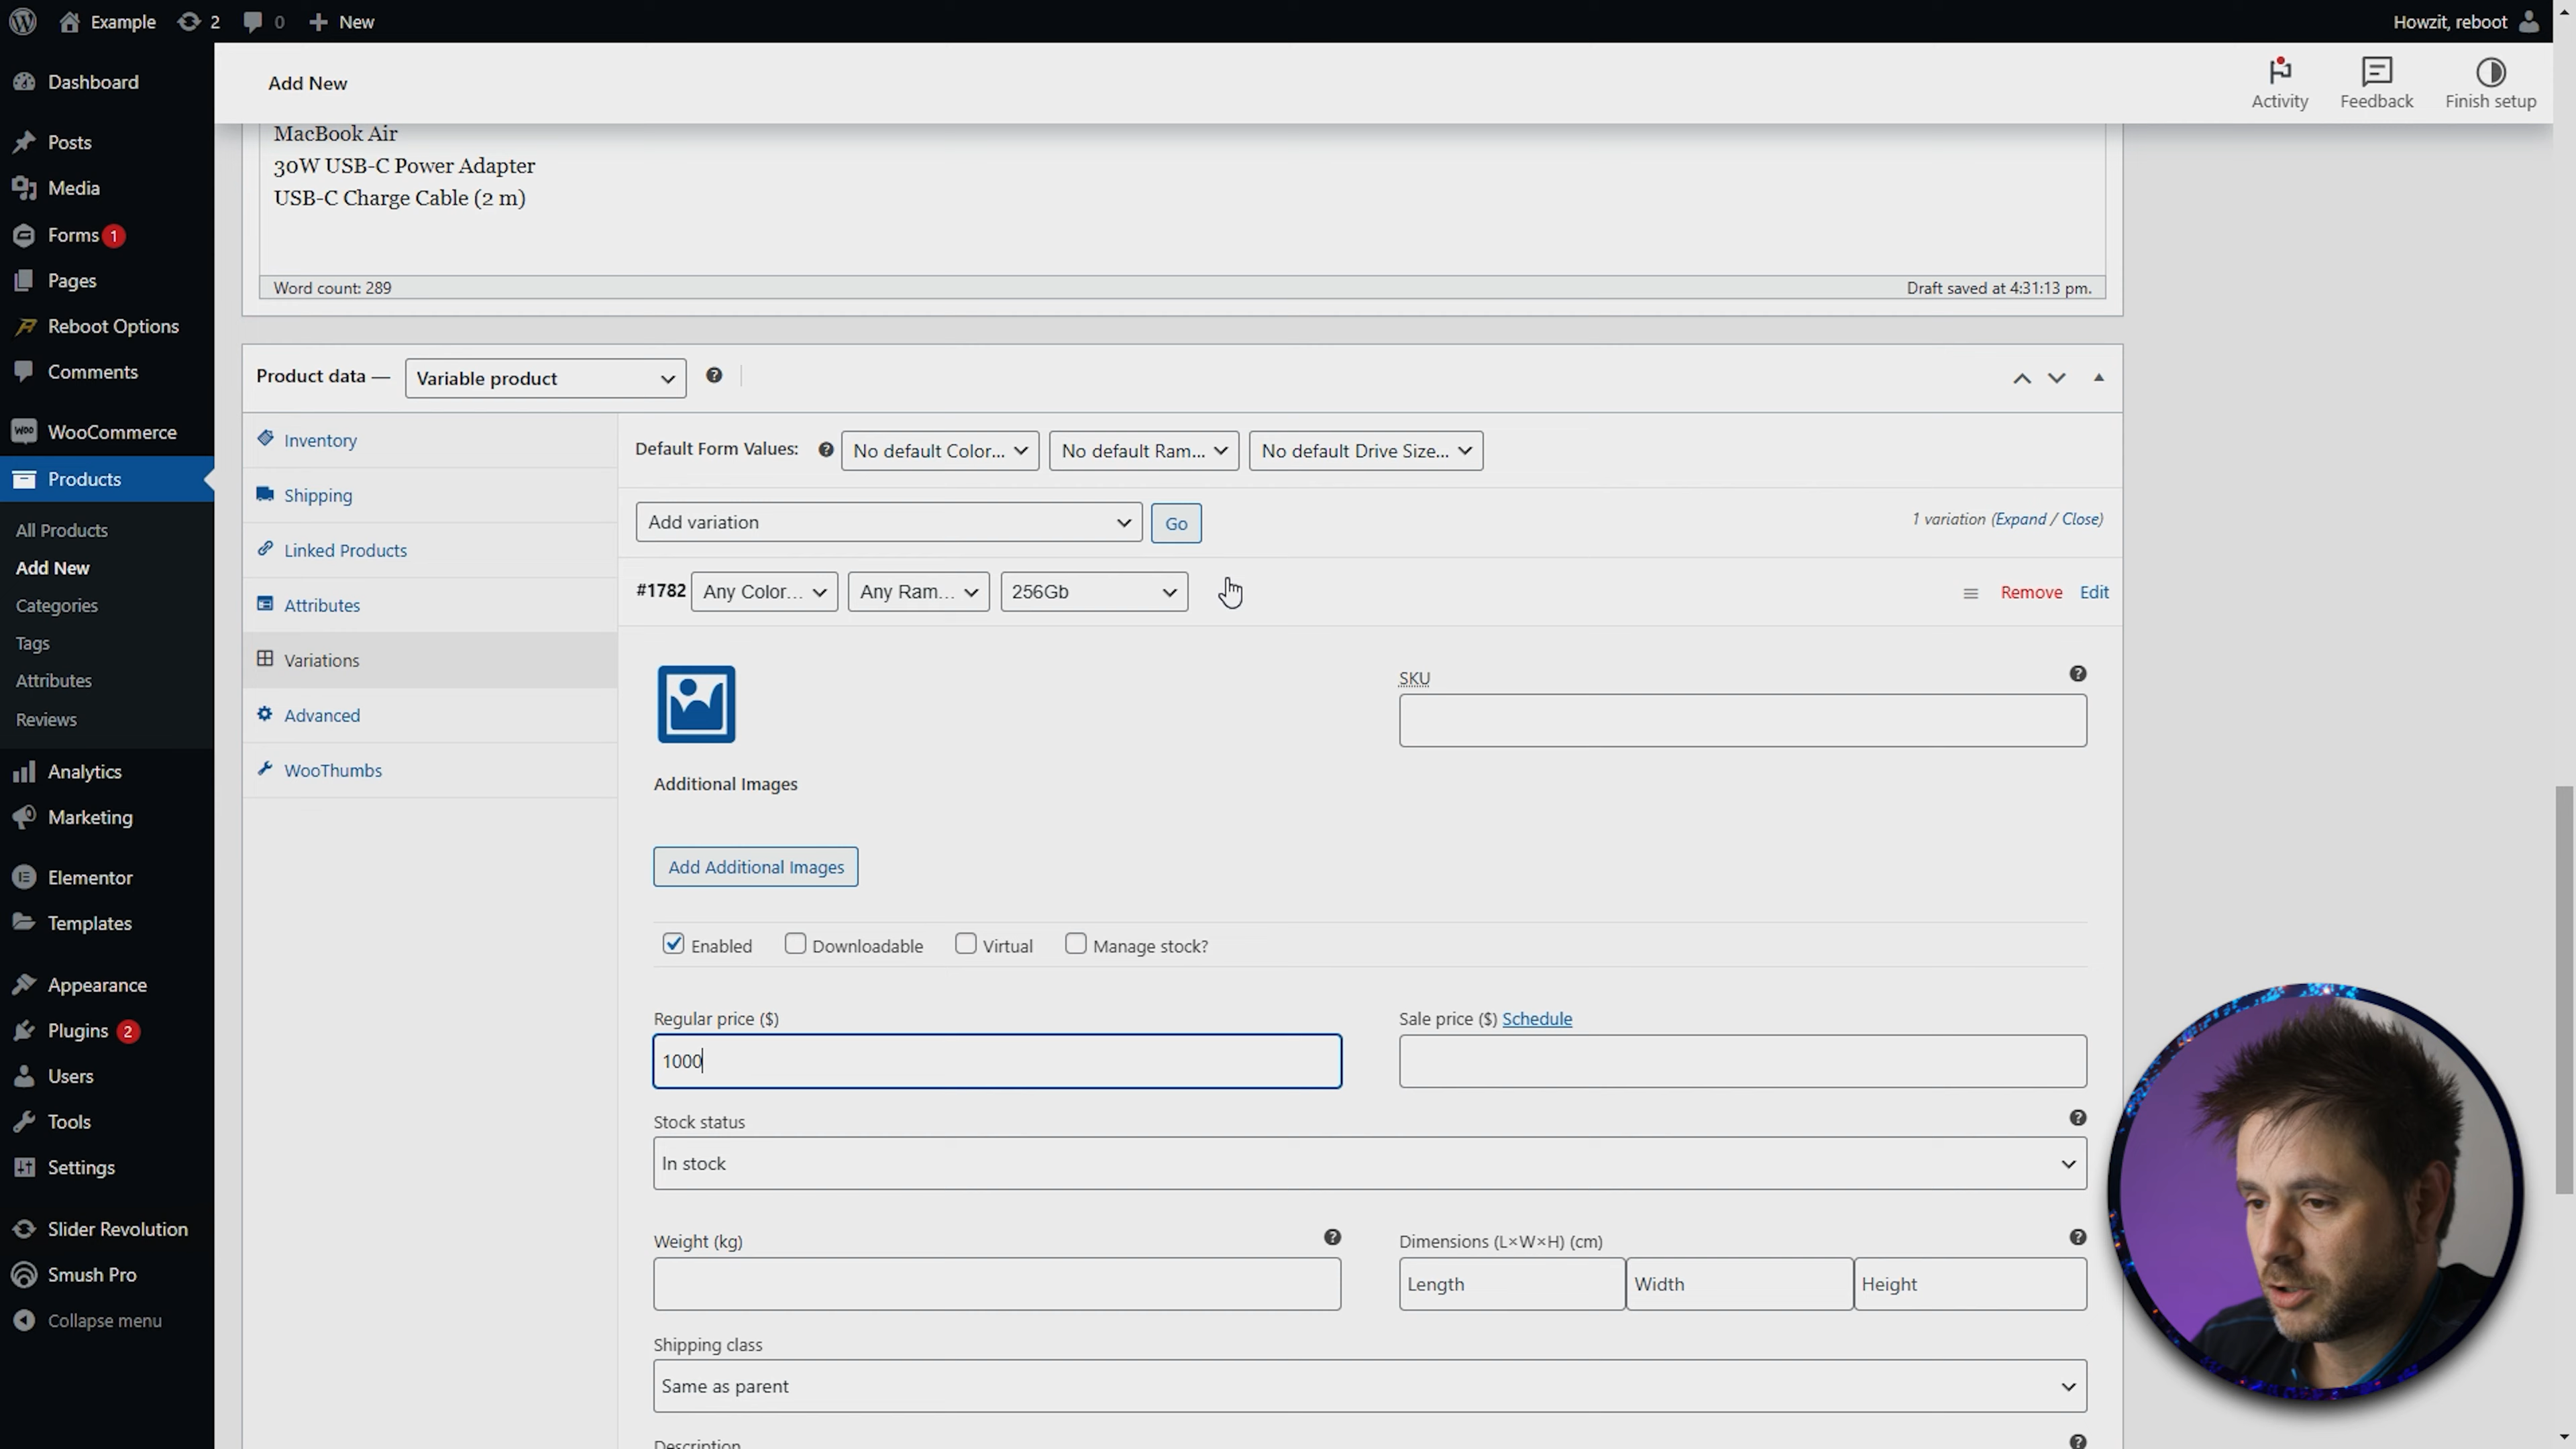 Example 2 0 New Howzit, reboot
Dashboard
Posts
Media
Forms 1
Pages
Reboot Options
Comments
WooCommerce
Products
All Products
Add New
Categories
Tags
Attributes
Reviews
Analytics
Marketing
Elementor
Templates
Appearance
Plugins 2
Users
Tools
Settings
Slider Revolution
Smush Pro
Collapse menu
Add New
Activity Feedback Finish setup
MacBook Air
30W USB-C Power Adapter
USB-C Charge Cable (2 m)
Word count: 289 Draft saved at 4:31:13 pm.
Product data — Variable product
Inventory
Shipping
Linked Products
Attributes
Variations
Advanced
WooThumbs
Default Form Values: No default Color... No default Ram... No default Drive Size...
Add variation Go 1 variation (Expand / Close)
#1782 Any Color... Any Ram... 256Gb Remove Edit
SKU
Additional Images
Add Additional Images
Enabled Downloadable Virtual Manage stock?
Regular price ($) Sale price ($) Schedule
1000
Stock status
In stock
Weight (kg) Dimensions (L×W×H) (cm)
Length Width Height
Shipping class
Same as parent
Description